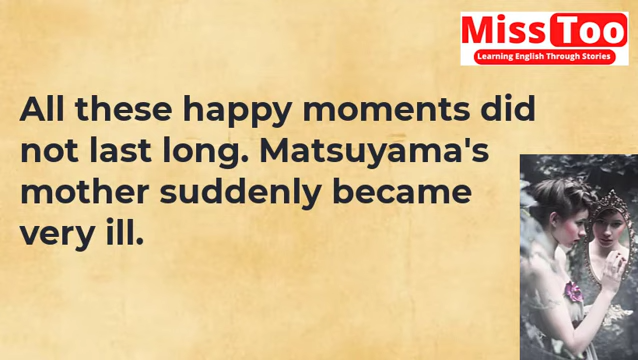 Miss Too
Learning English Through Stories
All these happy moments did
not last long. Matsuyama's
mother suddenly became
very ill.